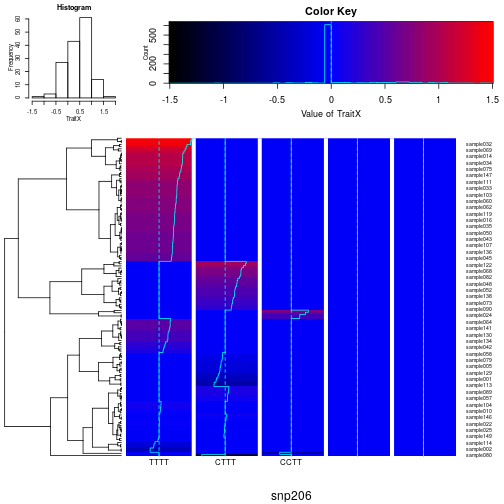 Histogram
Frequency
0 10 20 30 40 50 60
-1.5 -0.5 0.5 1.5
TraitX
Color Key
Count
0 200 500
-1.5 -1 -0.5 0 0.5 1 1.5
Value of TraitX
sample032
sample069
sample014
sample034
sample075
sample147
sample111
sample033
sample103
sample060
sample062
sample119
sample016
sample035
sample050
sample043
sample107
sample136
sample045
sample122
sample068
sample082
sample048
sample052
sample138
sample073
sample090
sample024
sample064
sample141
sample130
sample134
sample042
sample058
sample079
sample005
sample129
sample001
sample113
sample089
sample057
sample104
sample010
sample146
sample022
sample025
sample149
sample114
sample002
sample080
TTTT CTTT CCTT
snp206